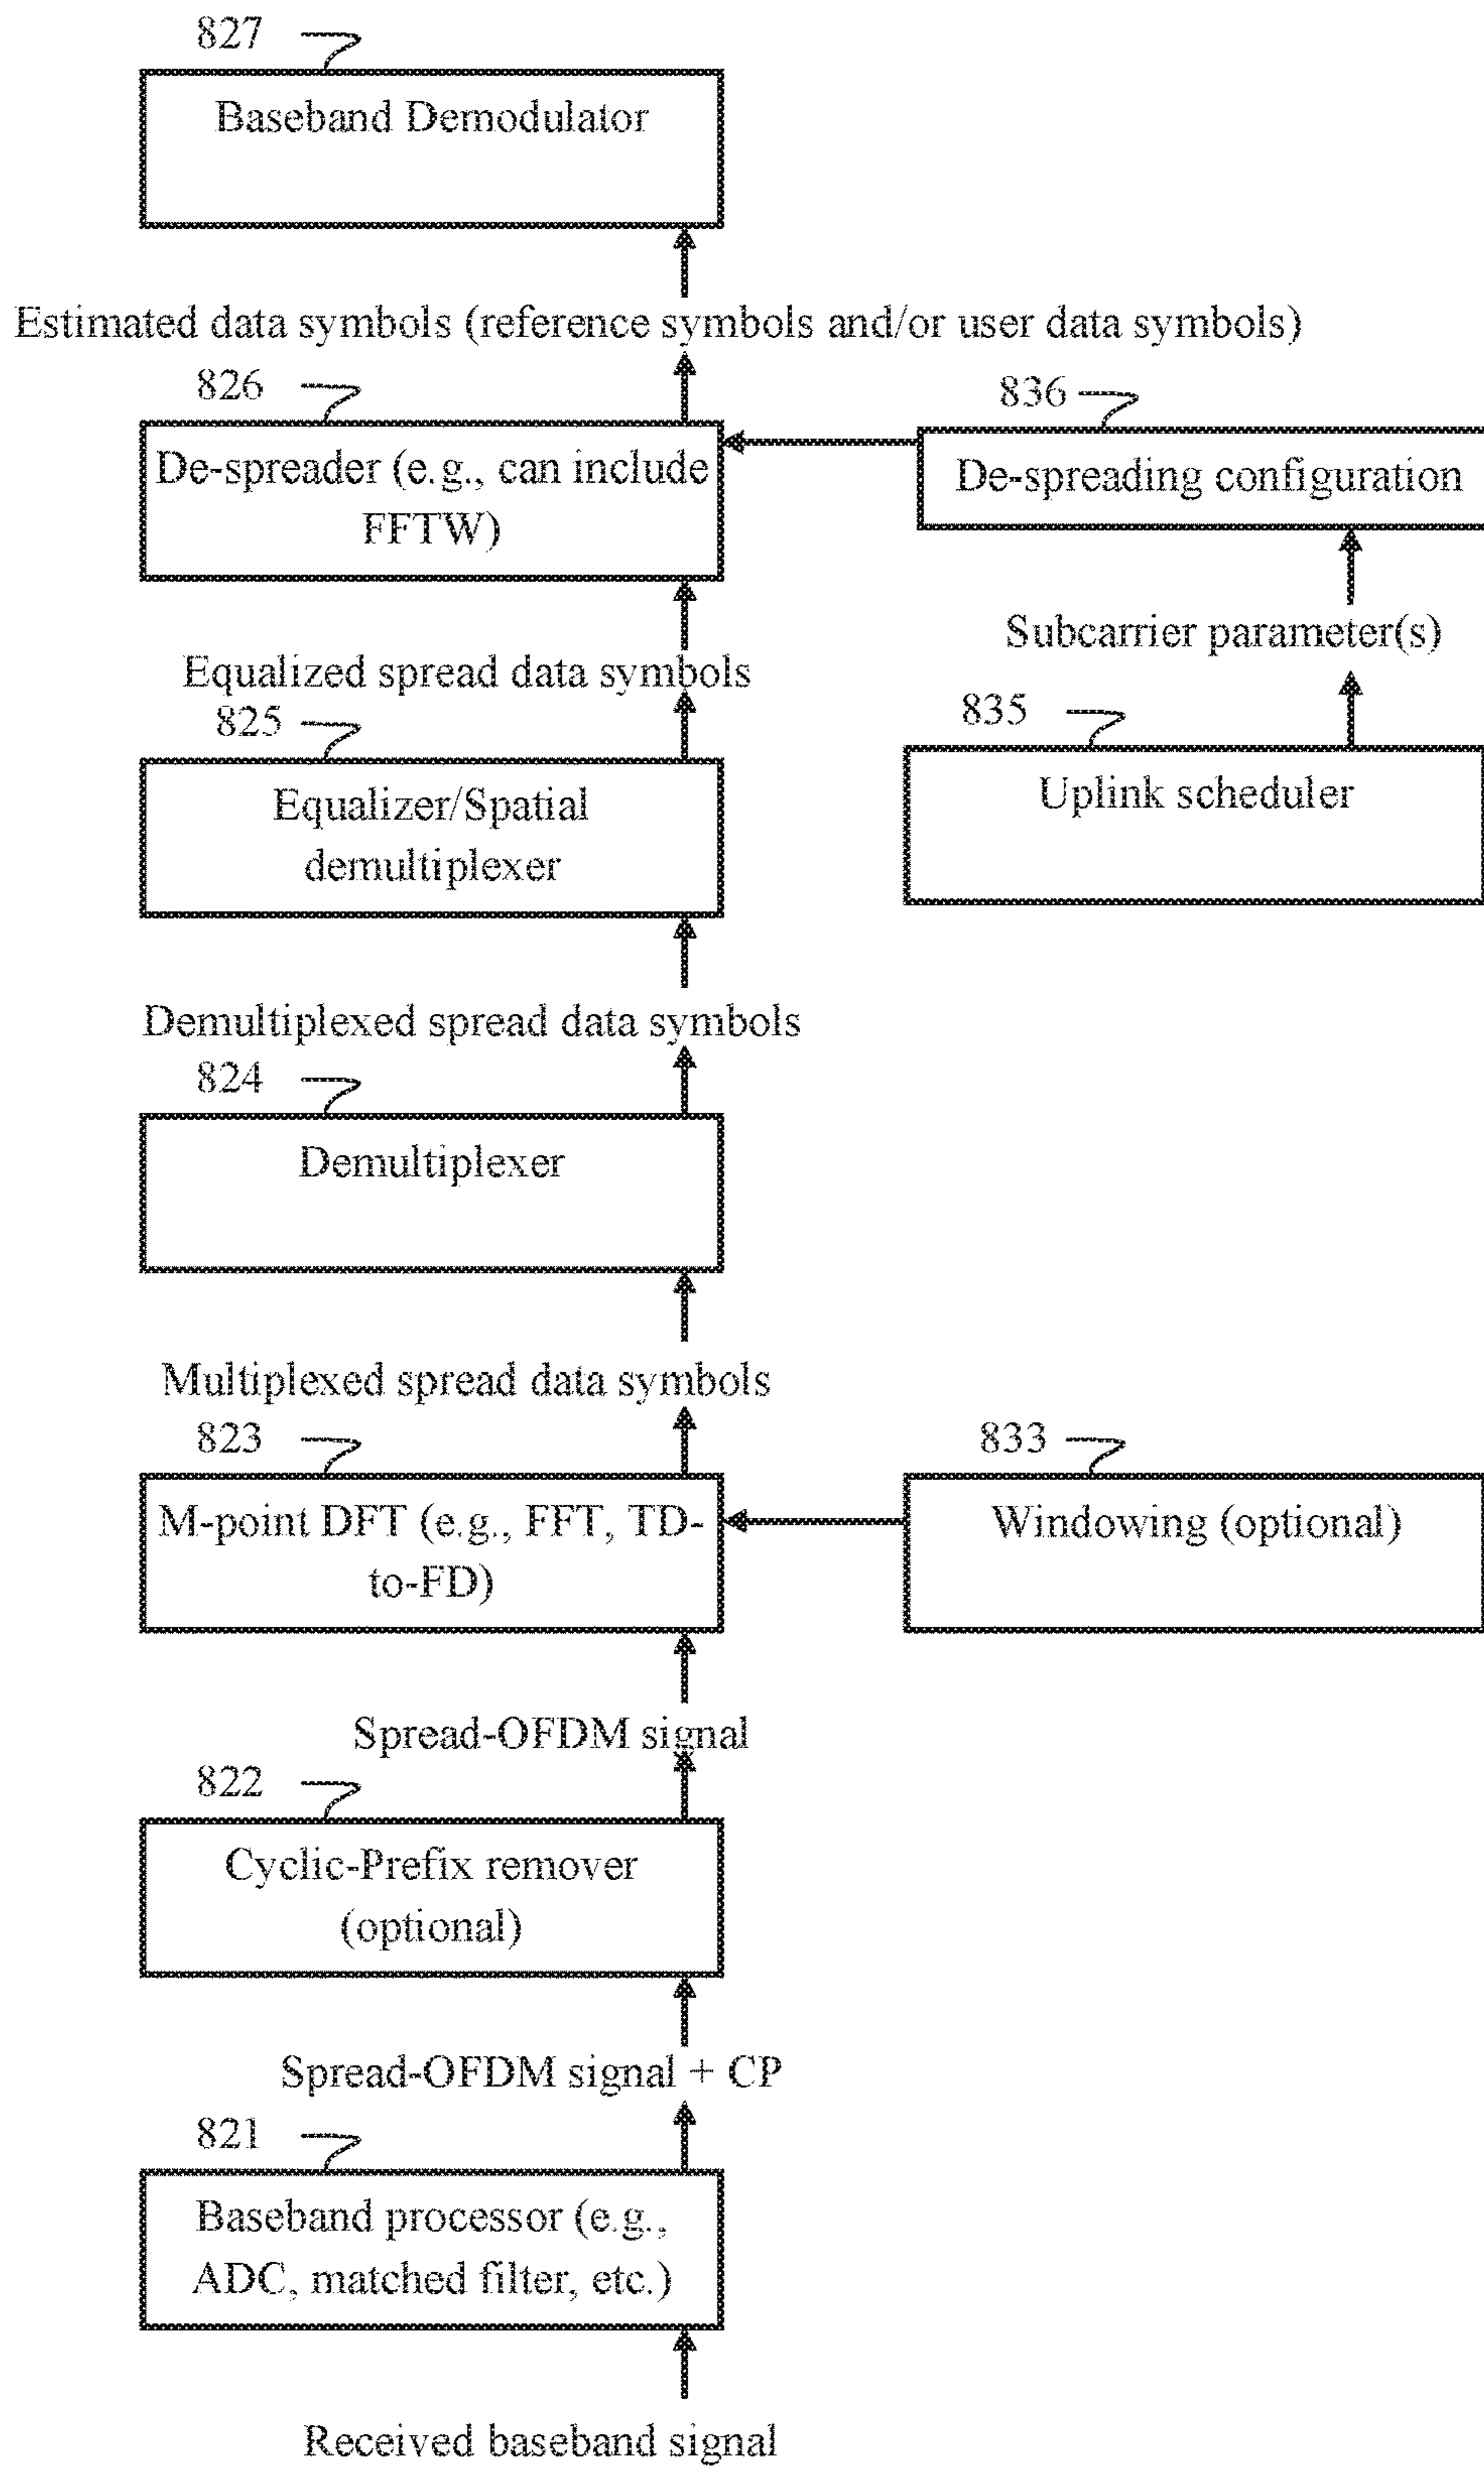 827
Baseband Demodulator
Estimated data symbols (reference symbols and/or user data symbols)
826
836
De-spreader (e.g., can include
FFTW)
De-spreading configuration
Subcarrier parameter(s)
Equalized spread data symbols
825
835
Equalizer/Spatial
demultiplexer
Uplink scheduler
Demultiplexed spread data symbols
824
Demultiplexer
Multiplexed spread data symbols
823
833
M-point DFT (e.g., FFT, TD-
to-FD)
Windowing (optional)
Spread-OFDM signal
822
Cyclic-Prefix remover
(optional)
Spread-OFDM signal + CP
821
Baseband processor (e.g.,
ADC, matched filter, etc.)
Received baseband signal